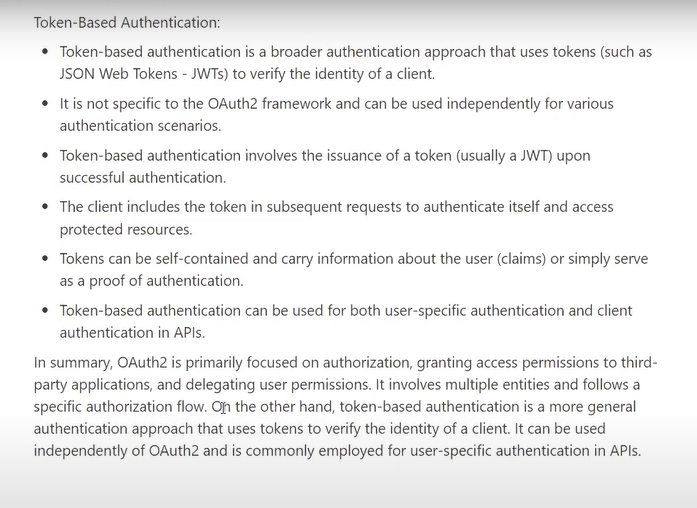 Token-Based Authentication:
• Token-based authentication is a broader authentication approach that uses tokens (such as
JSON Web Tokens - JWTs) to verify the identity of a client.
• It is not specific to the OAuth2 framework and can be used independently for various
authentication scenarios.
• Token-based authentication involves the issuance of a token (usually a JWT) upon
successful authentication.
• The client includes the token in subsequent requests to authenticate itself and access
protected resources.
• Tokens can be self-contained and carry information about the user (claims) or simply serve
as a proof of authentication.
• Token-based authentication can be used for both user-specific authentication and client
authentication in APIs.
In summary, OAuth2 is primarily focused on authorization, granting access permissions to third-
party applications, and delegating user permissions. It involves multiple entities and follows a
specific authorization flow. On the other hand, token-based authentication is a more general
authentication approach that uses tokens to verify the identity of a client. It can be used
independently of OAuth2 and is commonly employed for user-specific authentication in APIs.